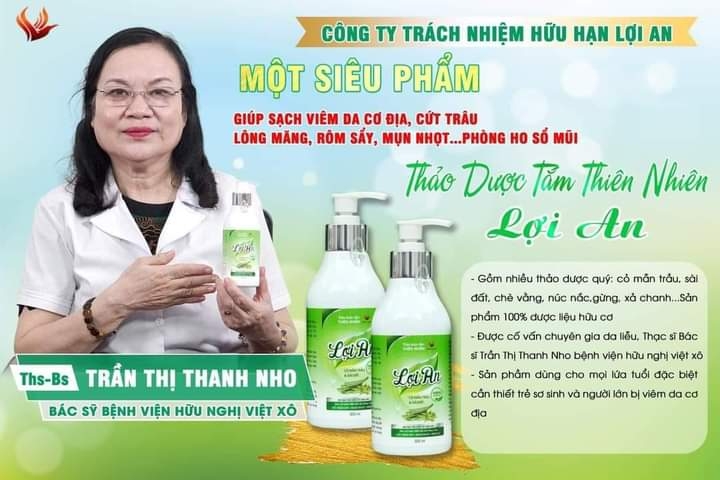 CÔNG TY TRÁCH NHIỆM HỮU HẠN LỢI AN
MỘT SIÊU PHẨM
GIÚP SẠCH VIÊM DA CƠ ĐỊA, CỨT TRÂU
LÔNG MĂNG, RÔM SẨY, MỤN NHỌT...PHÒNG HO SỔ MŨI
Thảo Dược Tắm Thiên Nhiên
Lợi An
- Gồm nhiều thảo dược quý: cỏ mần trầu, sài
đất, chè vằng, núc nắc,gừng, xả chanh...Sản
phẩm 100% dược liệu hữu cơ
- Được cố vấn chuyên gia da liễu, Thạc sĩ Bác
sĩ Trần Thị Thanh Nho bệnh viện hữu nghị việt xô
- Sản phẩm dùng cho mọi lứa tuổi đặc biệt
cần thiết trẻ sơ sinh và người lớn bị viêm da cơ
địa
Ths-Bs TRẦN THỊ THANH NHO
BÁC SỸ BỆNH VIỆN HỮU NGHỊ VIỆT XÔ
Lợi An
Lợi An
Lợi An